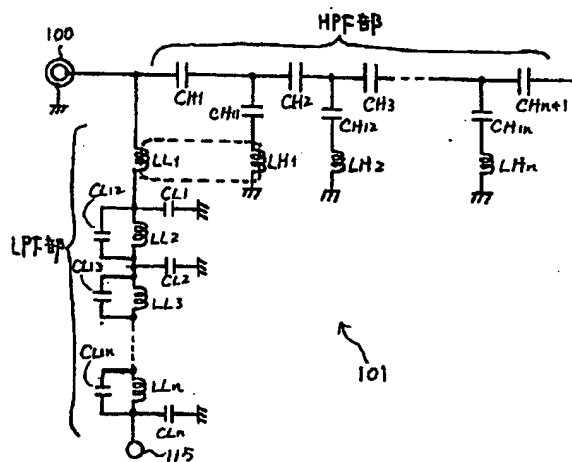 HPF部
100
CH1
CH2
CH3
CHn+1
CH11
CH12
CH1n
LL1
LH1
LH2
LHn
CL12
CL1
LL2
LPF部
CL13
CL2
LL3
101
CL1n
LLn
CLn
115